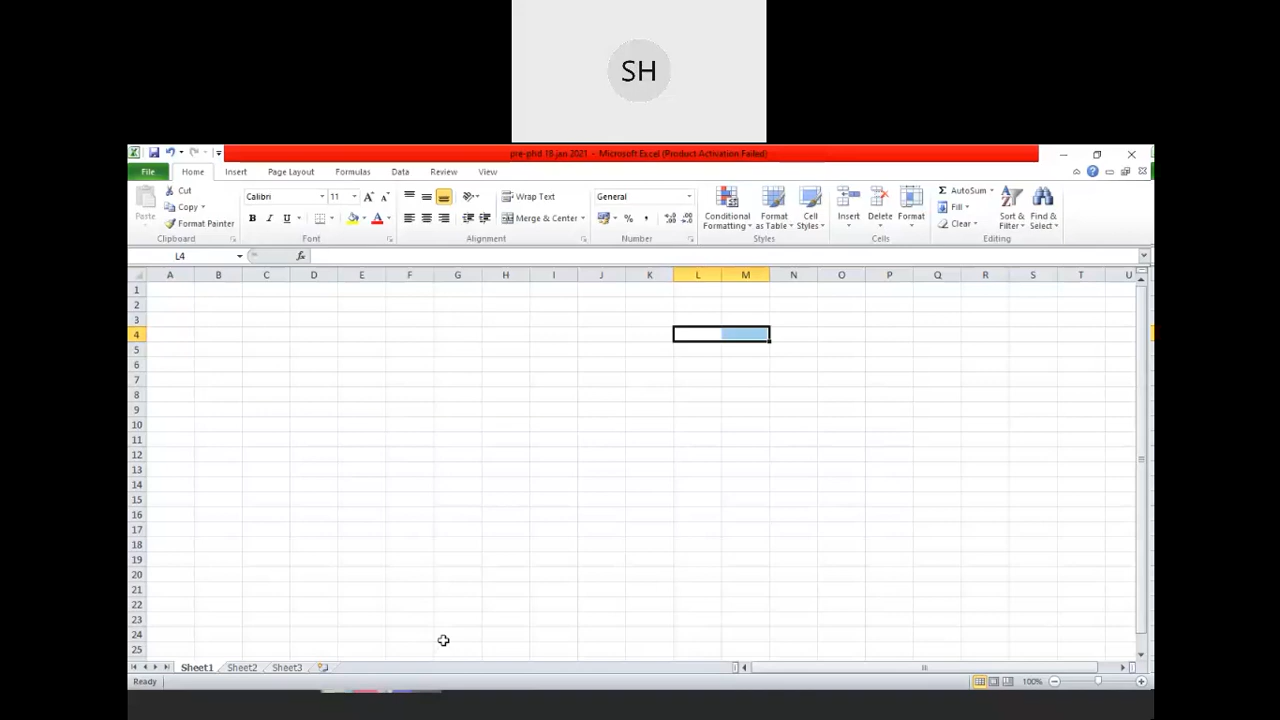 SH
pre-phd 18 jan 2021 - Microsoft Excel (Product Activation Failed)
File Home Insert Page Layout Formulas Data Review View
Cut
Copy
Format Painter
Paste
Clipboard
Calibri 11
B I U
Font
Wrap Text
Merge & Center
Alignment
General
%
Number
Conditional Formatting
Format as Table
Cell Styles
Styles
Insert Delete Format
Cells
Σ AutoSum
Fill
Clear
Sort & Filter
Find & Select
Editing
L4
fx
A B C D E F G H I J K L M N O P Q R S T U
1
2
3
4
5
6
7
8
9
10
11
12
13
14
15
16
17
18
19
20
21
22
23
24
25
Sheet1 Sheet2 Sheet3
Ready
100%